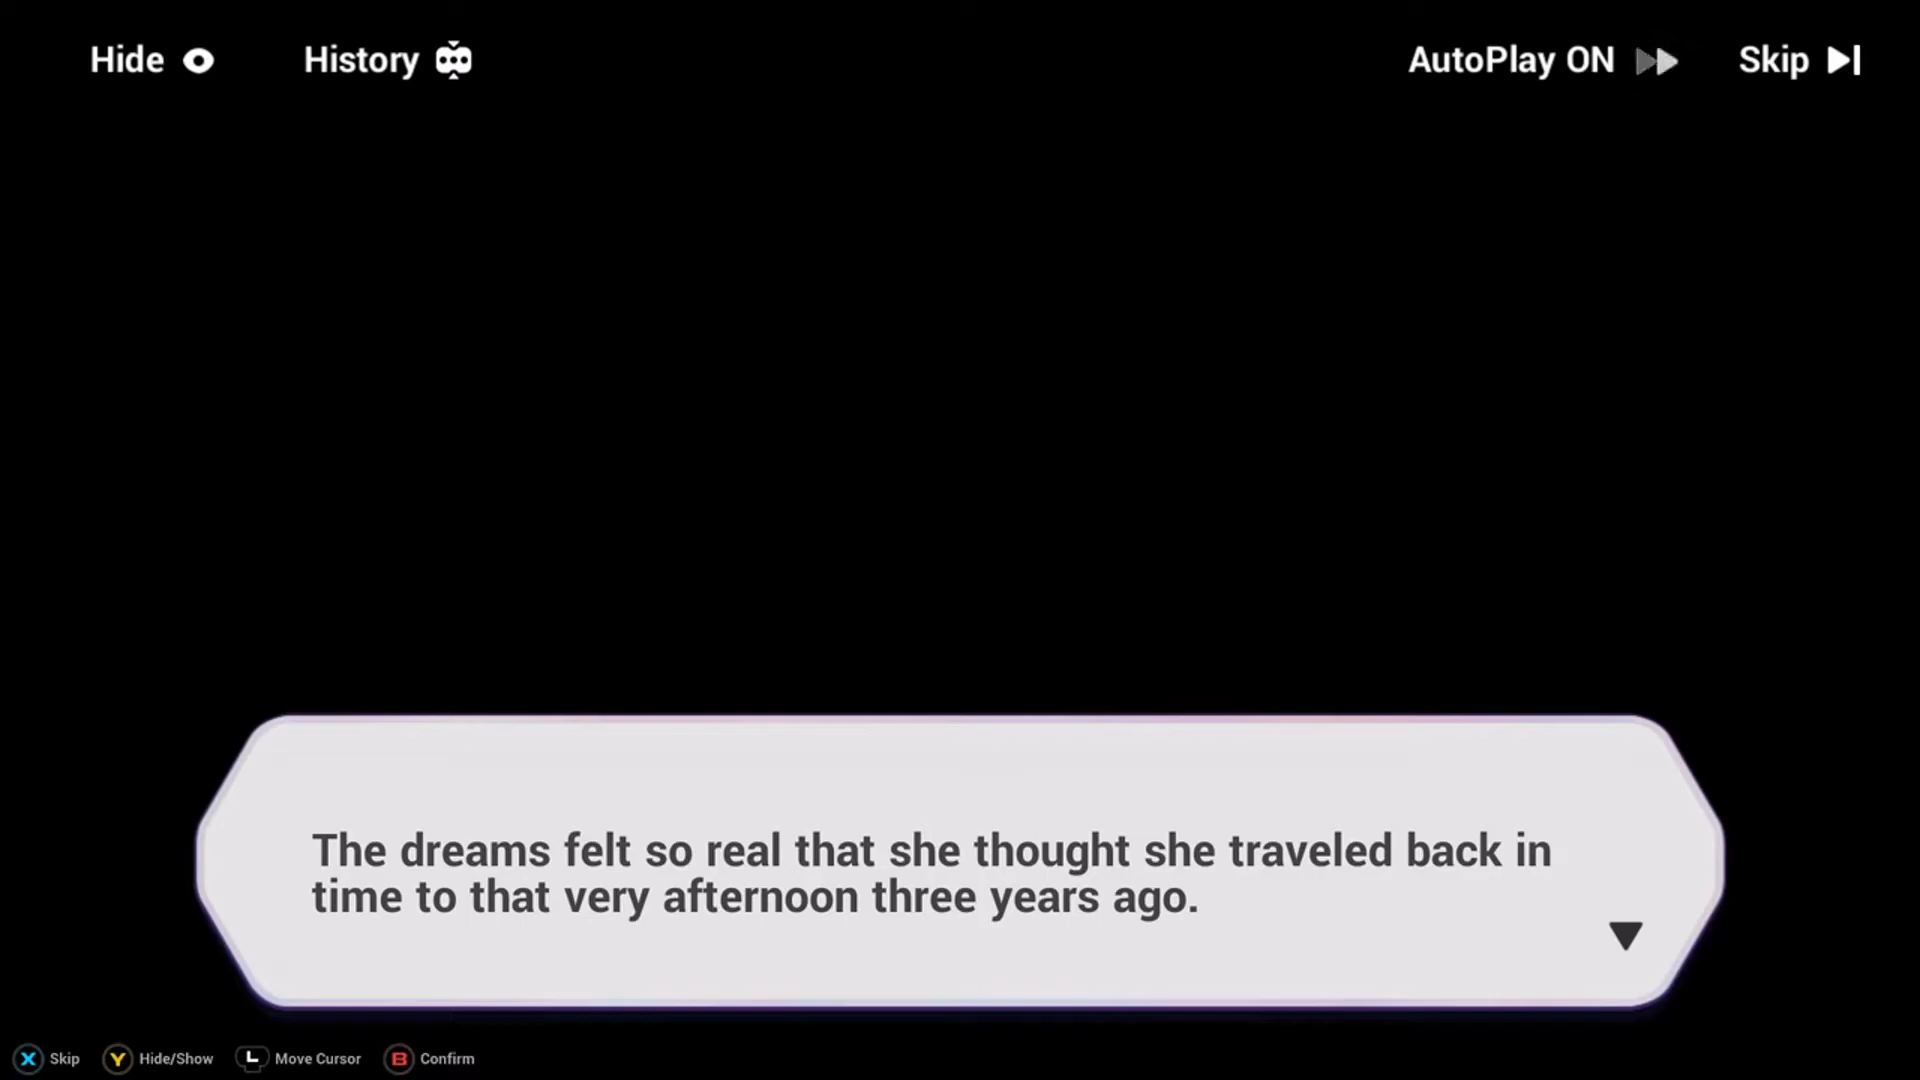 Hide
History
AutoPlay ON
Skip
The dreams felt so real that she thought she traveled back in
time to that very afternoon three years ago.
X Skip
Y Hide/Show
L Move Cursor
B Confirm